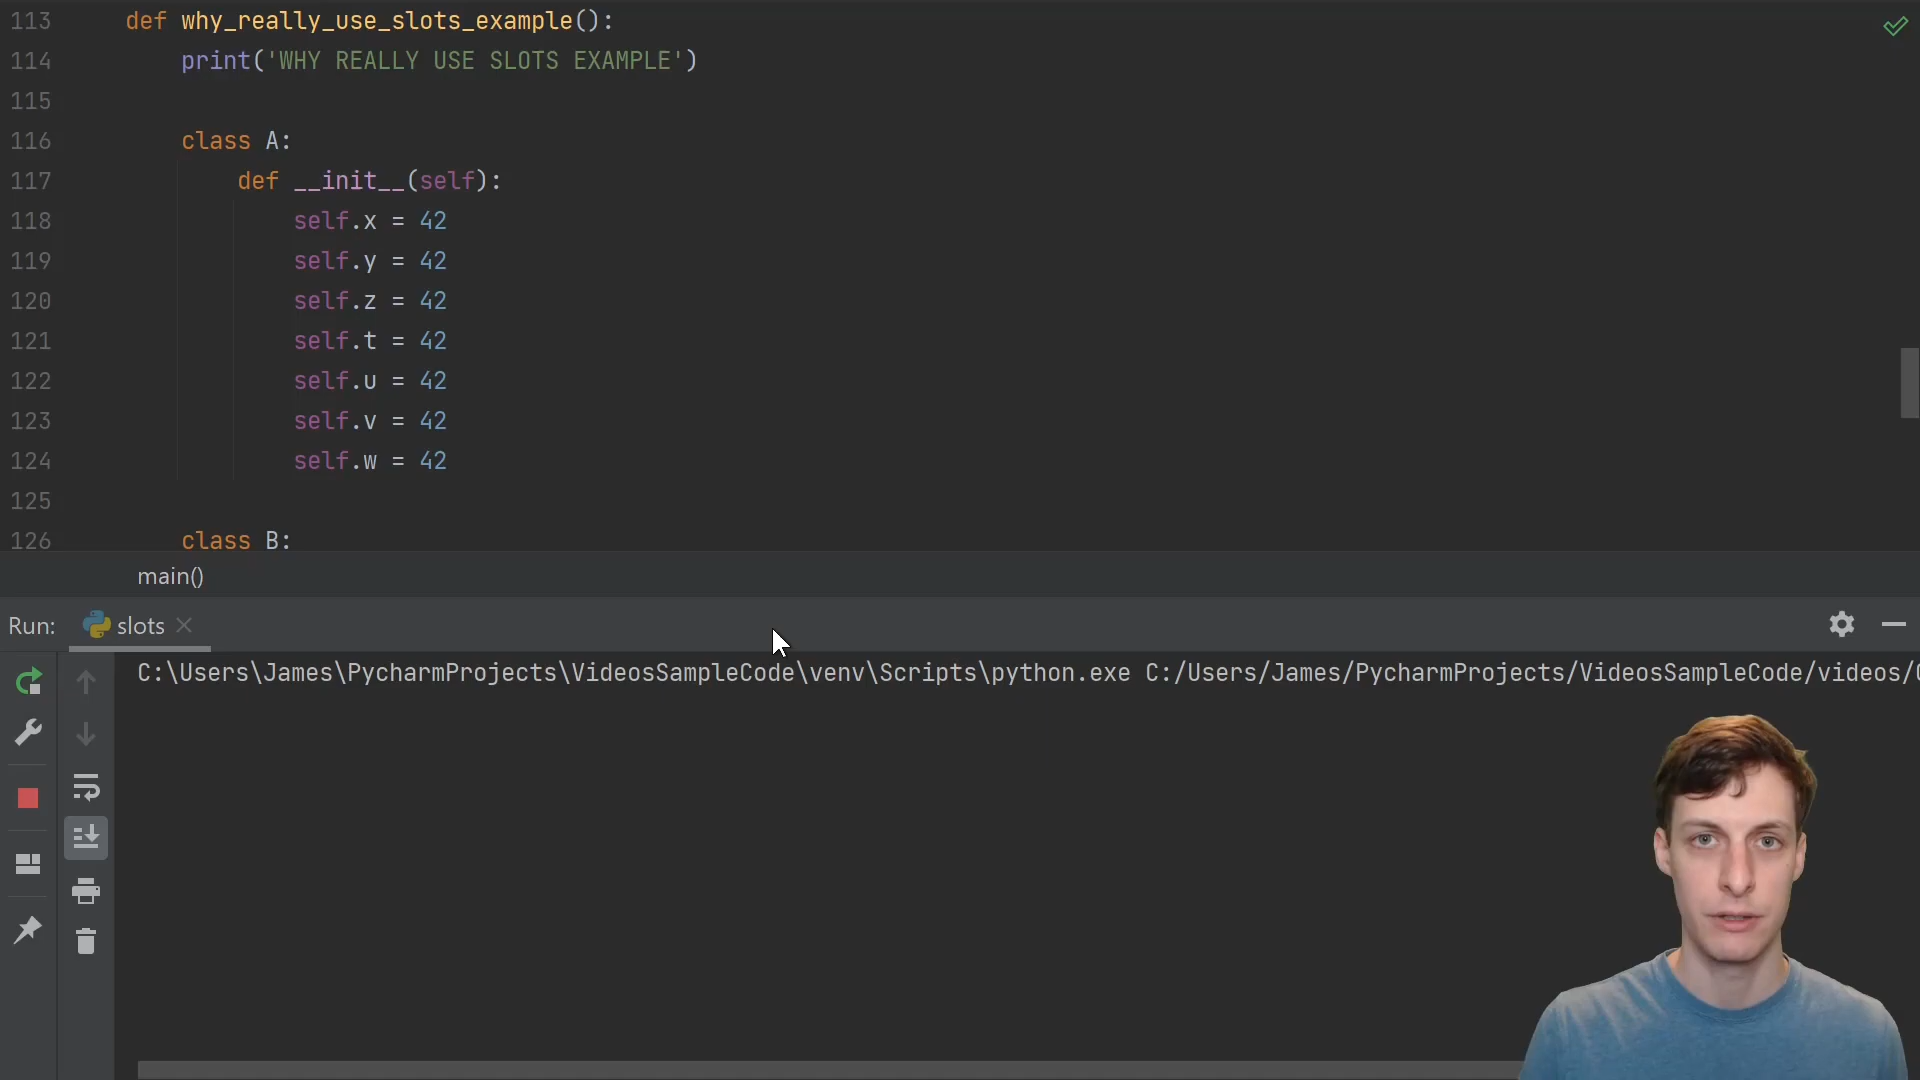 113 def why_really_use_slots_example():
114 print('WHY REALLY USE SLOTS EXAMPLE')
115
116 class A:
117 def __init__(self):
118 self.x = 42
119 self.y = 42
120 self.z = 42
121 self.t = 42
122 self.u = 42
123 self.v = 42
124 self.w = 42
125
126 class B:
main()
Run: slots
C:\Users\James\PycharmProjects\VideosSampleCode\venv\Scripts\python.exe C:/Users/James/PycharmProjects/VideosSampleCode/videos/